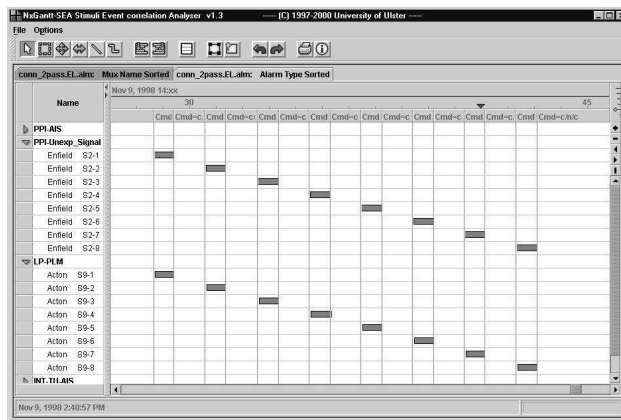 NxGantt-SEA Stimuli Event correlation Analyser v1.3 ----- (C) 1997-2000 University of Ulster -----
File Options
conn_2pass.EL.alm: Mux Name Sorted conn_2pass.EL.alm: Alarm Type Sorted
Nov 9, 1998 14:xx
Name
30 45
Cmd Cmd=c. Cmd Cmd=c: Cmd Cmd=c Cmd Cmd=c Cmd Cmd=c Cmd Cmd=c Cmd Cmd=c. Cmd Cmd=c/n/c
PPI-AIS
PPI-Unexp_Signal
Enfield S2-1
Enfield S2-2
Enfield S2-3
Enfield S2-4
Enfield S2-5
Enfield S2-6
Enfield S2-7
Enfield S2-8
LP-PLM
Acton S9-1
Acton S9-2
Acton S9-3
Acton S9-4
Acton S9-5
Acton S9-6
Acton S9-7
Acton S9-8
INT-TU-AIS
Nov 9, 1998 2:40:57 PM